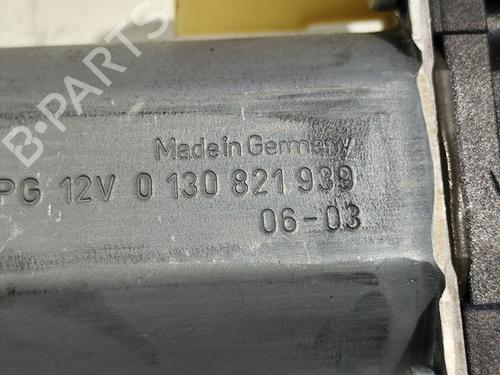 B-PARTS
Made in Germany
PG 12V 0 130 821 939
06-03